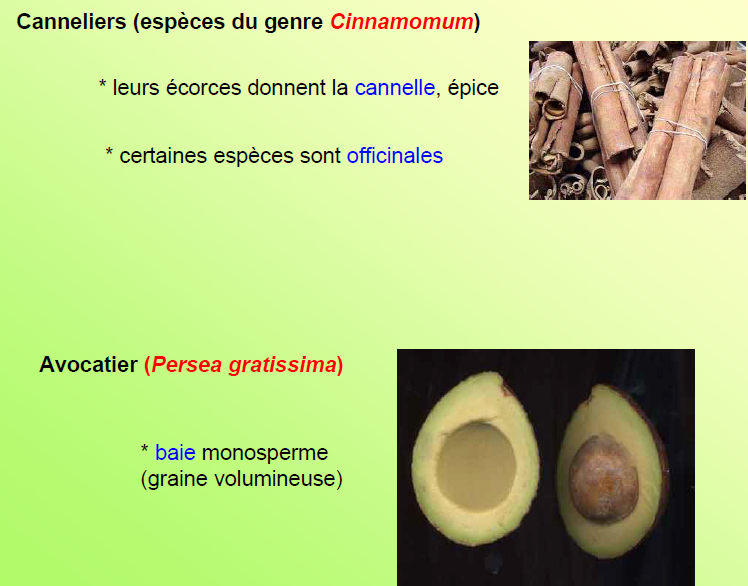 Canneliers (espèces du genre Cinnamomum)
* leurs écorces donnent la cannelle, épice
* certaines espèces sont officinales
Avocatier (Persea gratissima)
* baie monosperme
(graine volumineuse)